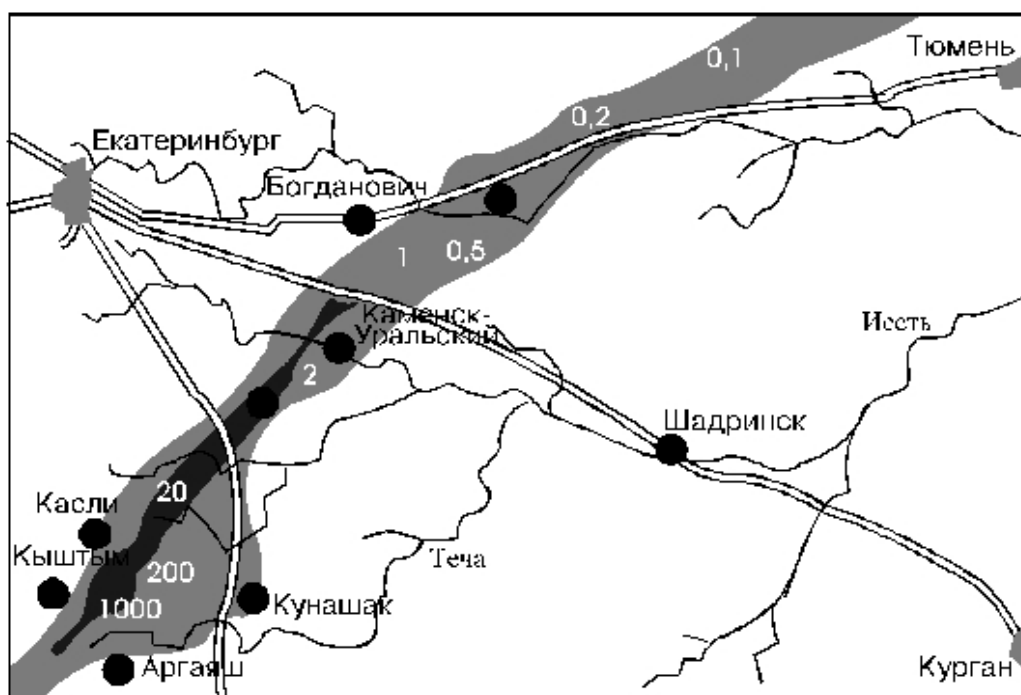 0,1
Тюмень
0,2
Екатеринбург
Богданович
1
0,5
Каменск-
Уральский
Исеть
2
Шадринск
20
Касли
Кыштым
Теча
200
1000
Кунашак
Аргаяш
Курган